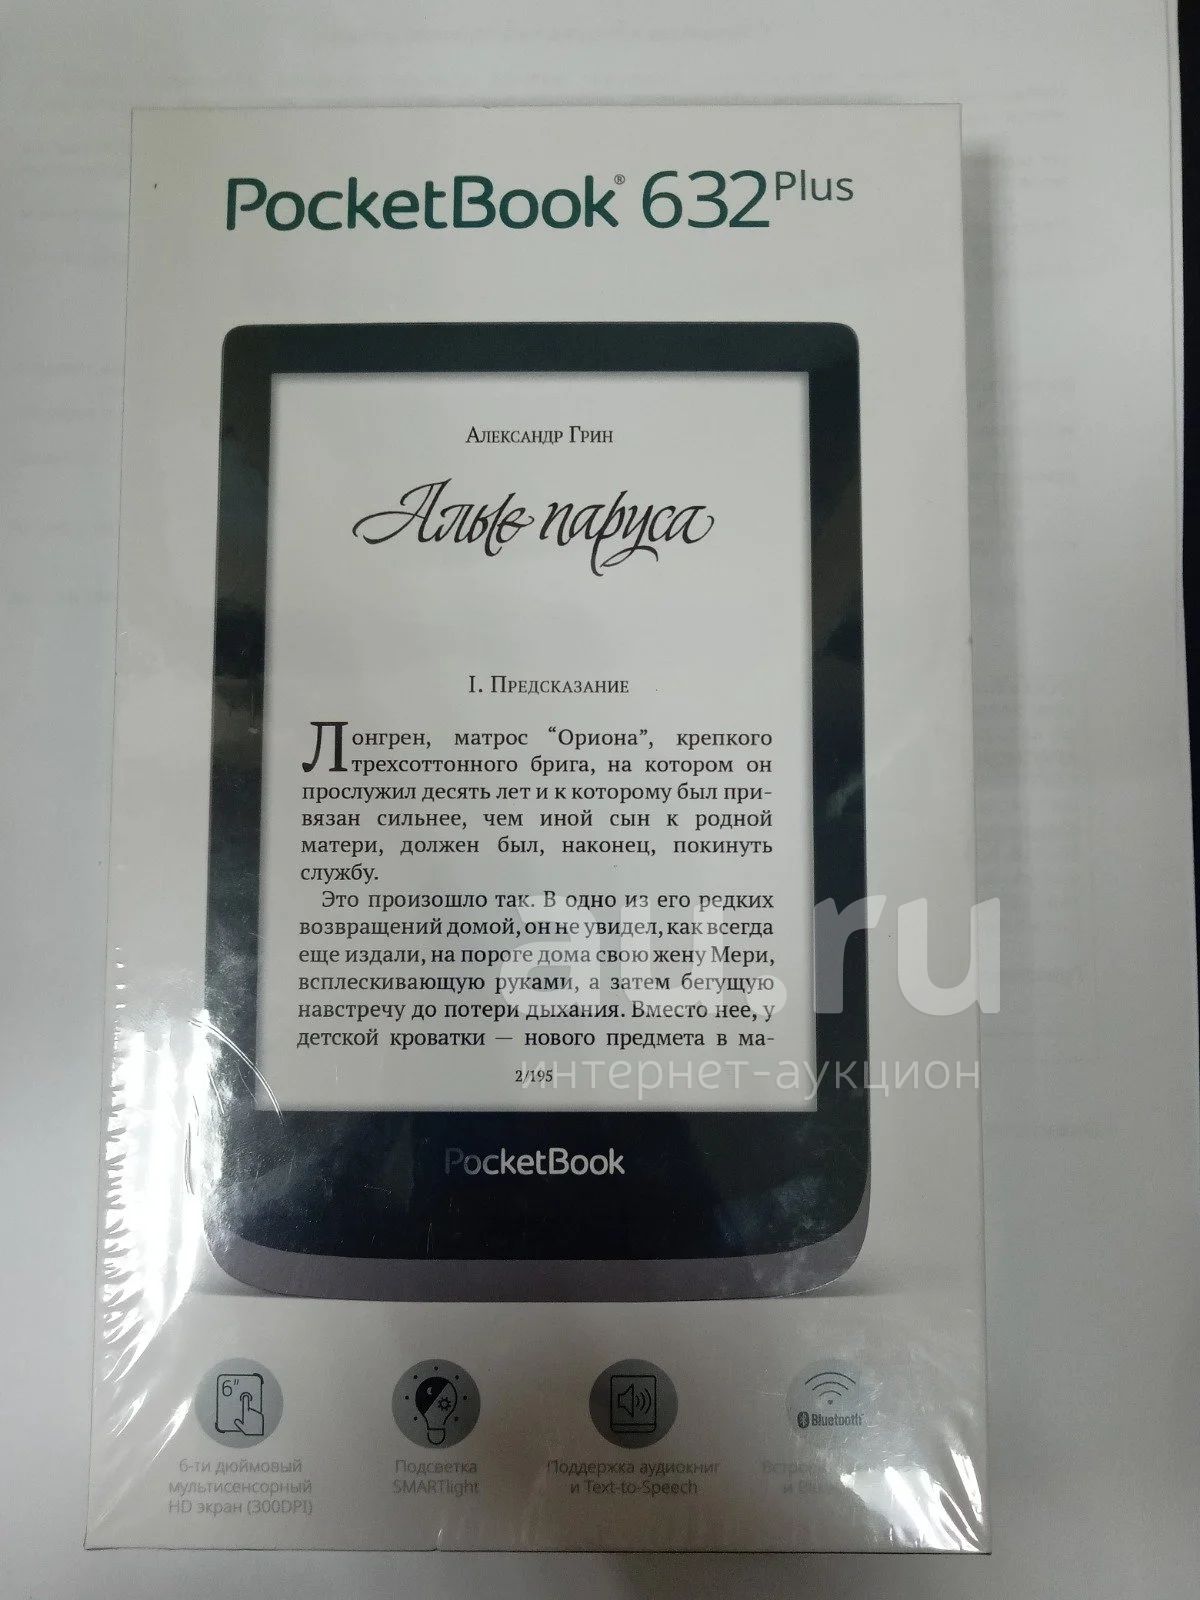 PocketBook® 632 Plus
Александр Грин
Алые паруса
I. Предсказание
Лонгрен, матрос “Ориона”, крепкого
трехсоттонного брига, на котором он
прослужил десять лет и к которому был при-
вязан сильнее, чем иной сын к родной
матери, должен был, наконец, покинуть
службу.
Это произошло так. В одно из его редких
возвращений домой, он не увидел, как всегда
еще издали, на пороге дома свою жену Мери,
всплескивающую руками, а затем бегущую
навстречу до потери дыхания. Вместо нее, у
детской кроватки — нового предмета в ма-
2/195
au.ru
интернет-аукцион
PocketBook
6"
Bluetooth
6-ти дюймовый
мультисенсорный
HD экран (300DPI)
Подсветка
SMARTlight
Поддержка аудиокниг
и Text-to-Speech